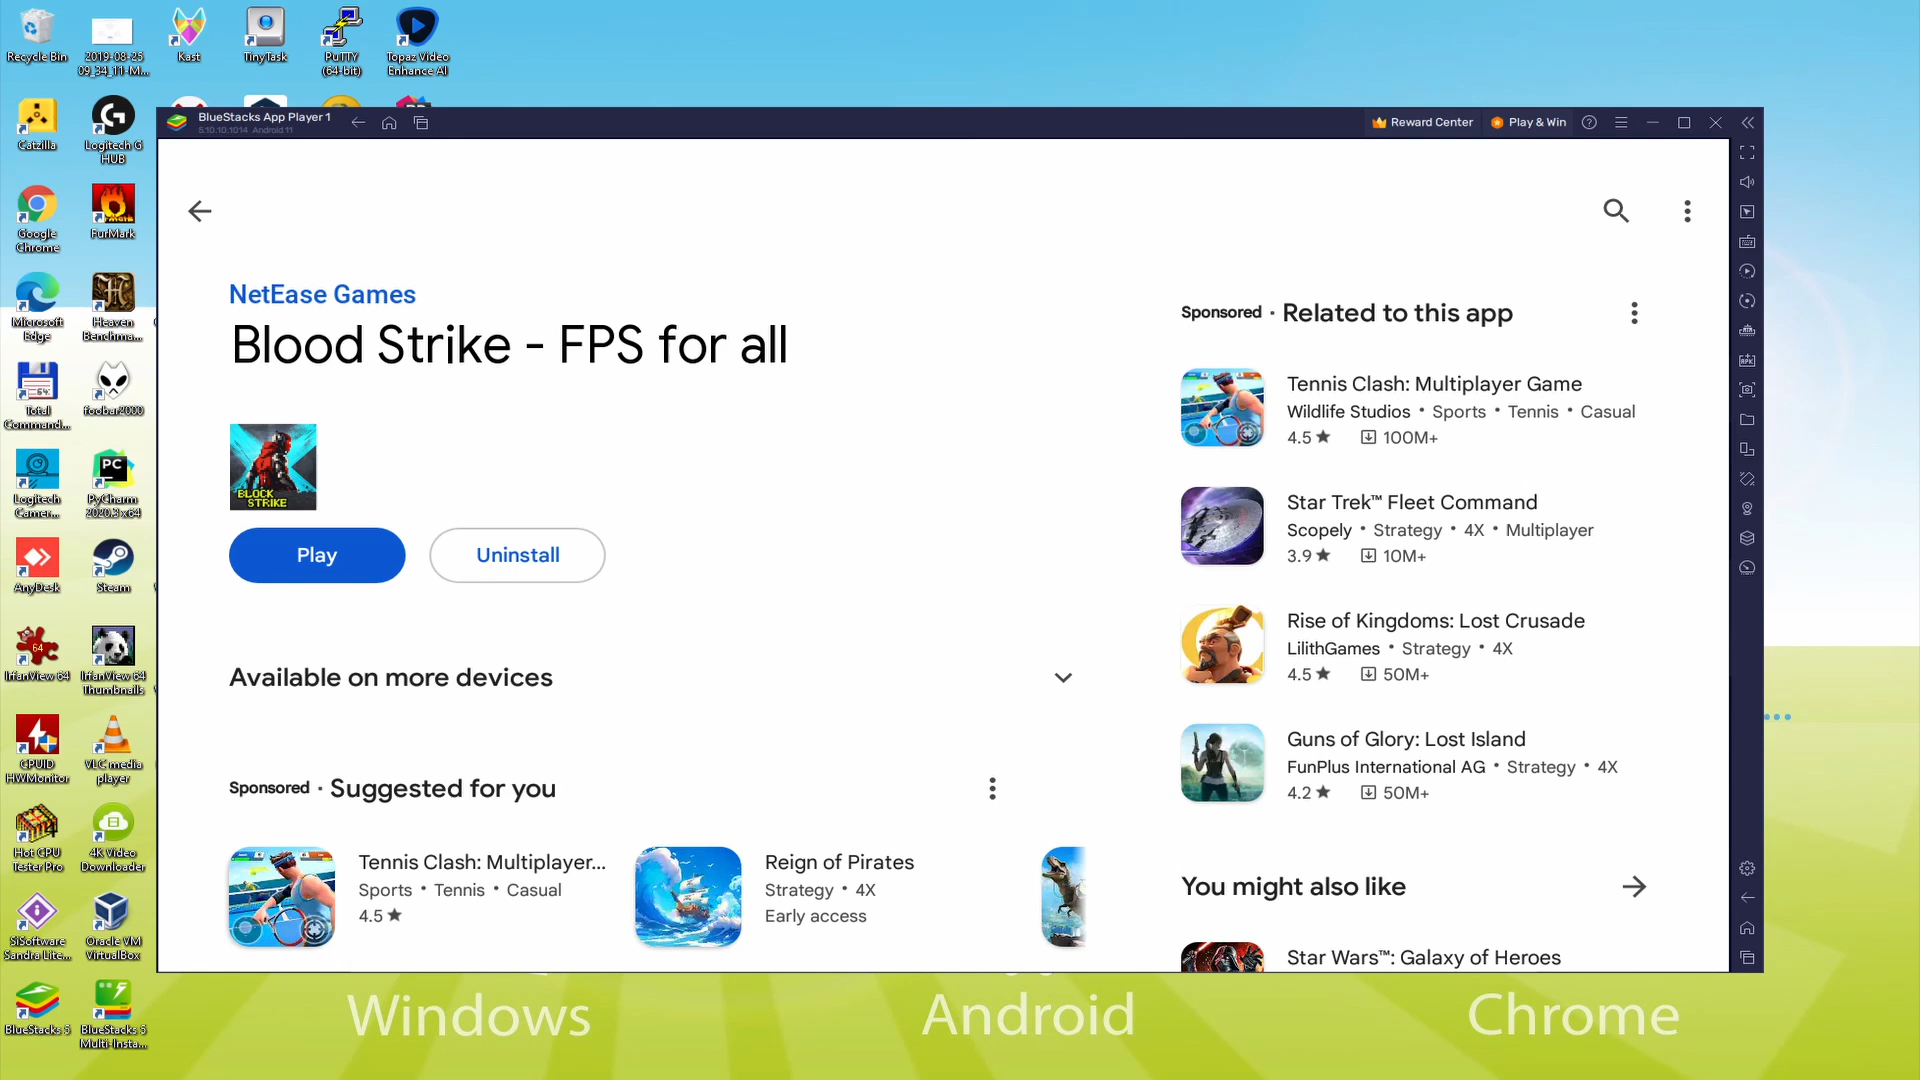 Recycle Bin
2019-08-25
09_34_11-M...
Kast
TinyTask
PuTTY
(64-bit)
Topaz Video
Enhance AI
Catzilla
Logitech G
HUB
Google
Chrome
FurMark
Microsoft
Edge
Heaven
Benchma...
Total
Command...
foobar2000
Logitech
Camer...
PyCharm
2020.3 x64
AnyDesk
Steam
IrfanView 64
IrfanView 64
Thumbnails
CPUID
HWMonitor
VLC media
player
Hot CPU
Tester Pro
4K Video
Downloader
SiSoftware
Sandra Lite...
Oracle VM
VirtualBox
BlueStacks 5
BlueStacks 5
Multi-Insta...
BlueStacks App Player 1
5.10.10.1014 Android 11
Reward Center
Play & Win
NetEase Games
Blood Strike - FPS for all
BLOCK
STRIKE
Play
Uninstall
Available on more devices
Sponsored · Suggested for you
Tennis Clash: Multiplayer...
Sports • Tennis • Casual
4.5 ★
Reign of Pirates
Strategy • 4X
Early access
Sponsored · Related to this app
Tennis Clash: Multiplayer Game
Wildlife Studios • Sports • Tennis • Casual
4.5 ★ 100M+
Star Trek™ Fleet Command
Scopely • Strategy • 4X • Multiplayer
3.9 ★ 10M+
Rise of Kingdoms: Lost Crusade
LilithGames • Strategy • 4X
4.5 ★ 50M+
Guns of Glory: Lost Island
FunPlus International AG • Strategy • 4X
4.2 ★ 50M+
You might also like
Star Wars™: Galaxy of Heroes
Windows
Android
Chrome